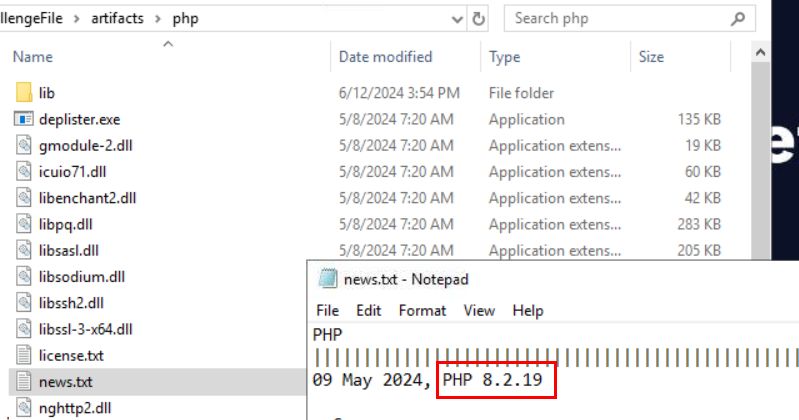 llengeFile > artifacts > php
Search php
Name Date modified Type Size
lib 6/12/2024 3:54 PM File folder
deplister.exe 5/8/2024 7:20 AM Application 135 KB
gmodule-2.dll 5/8/2024 7:20 AM Application extens... 19 KB
icuio71.dll 5/8/2024 7:20 AM Application extens... 60 KB
libenchant2.dll 5/8/2024 7:20 AM Application extens... 42 KB
libpq.dll 5/8/2024 7:20 AM Application extens... 283 KB
libsasl.dll 5/8/2024 7:20 AM Application extens... 205 KB
libsodium.dll
libssh2.dll
libssl-3-x64.dll
license.txt
news.txt
nghttp2.dll
news.txt - Notepad
File Edit Format View Help
PHP
||||||||||||||||||||||||||||||||||||||||||||||||
09 May 2024, PHP 8.2.19